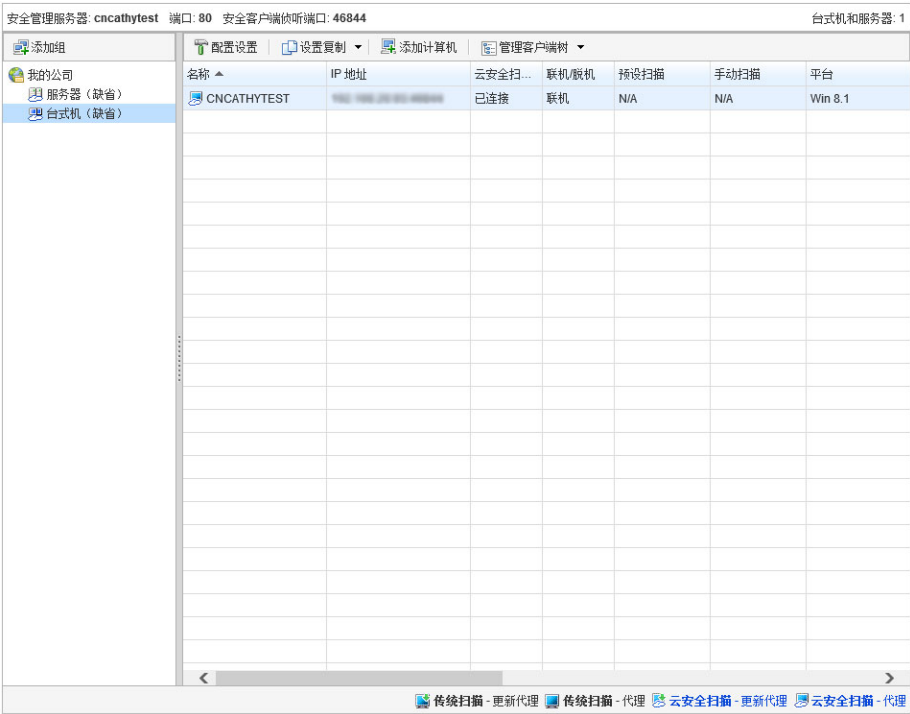 安全管理服务器: cncathytest 端口: 80 安全客户端侦听端口: 46844 台式机和服务器: 1
添加组 配置设置 设置复制 添加计算机 管理客户端树
我的公司
服务器（缺省）
台式机（缺省）
名称 IP 地址 云安全扫... 联机/脱机 预设扫描 手动扫描 平台
CNCATHYTEST 已连接 联机 N/A N/A Win 8.1
传统扫描 - 更新代理 传统扫描 - 代理 云安全扫描 - 更新代理 云安全扫描 - 代理